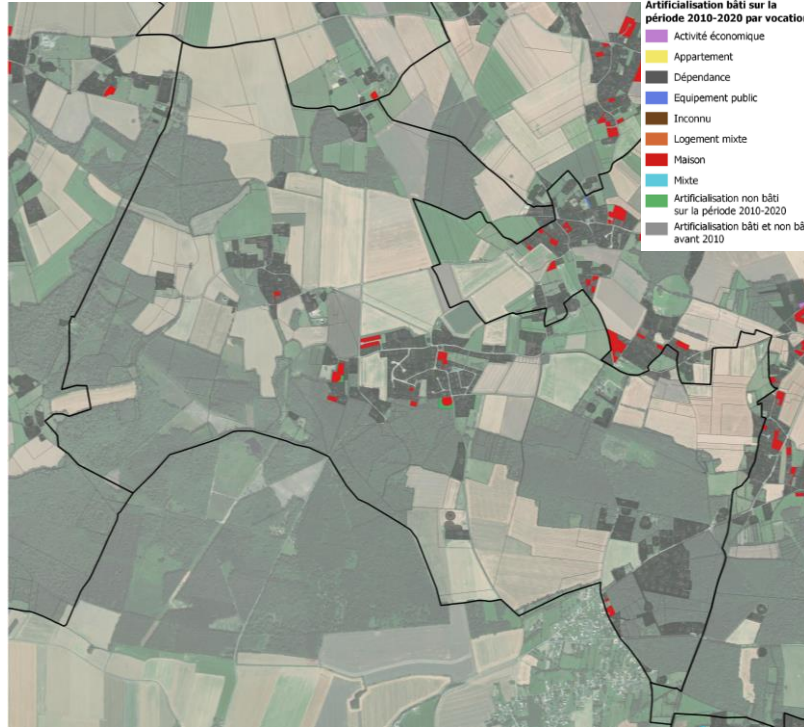 Artificialisation bâti sur la
période 2010-2020 par vocation
Activité économique
Appartement
Dépendance
Equipement public
Inconnu
Logement mixte
Maison
Mixte
Artificialisation non bâti
sur la période 2010-2020
Artificialisation bâti et non bâ
avant 2010